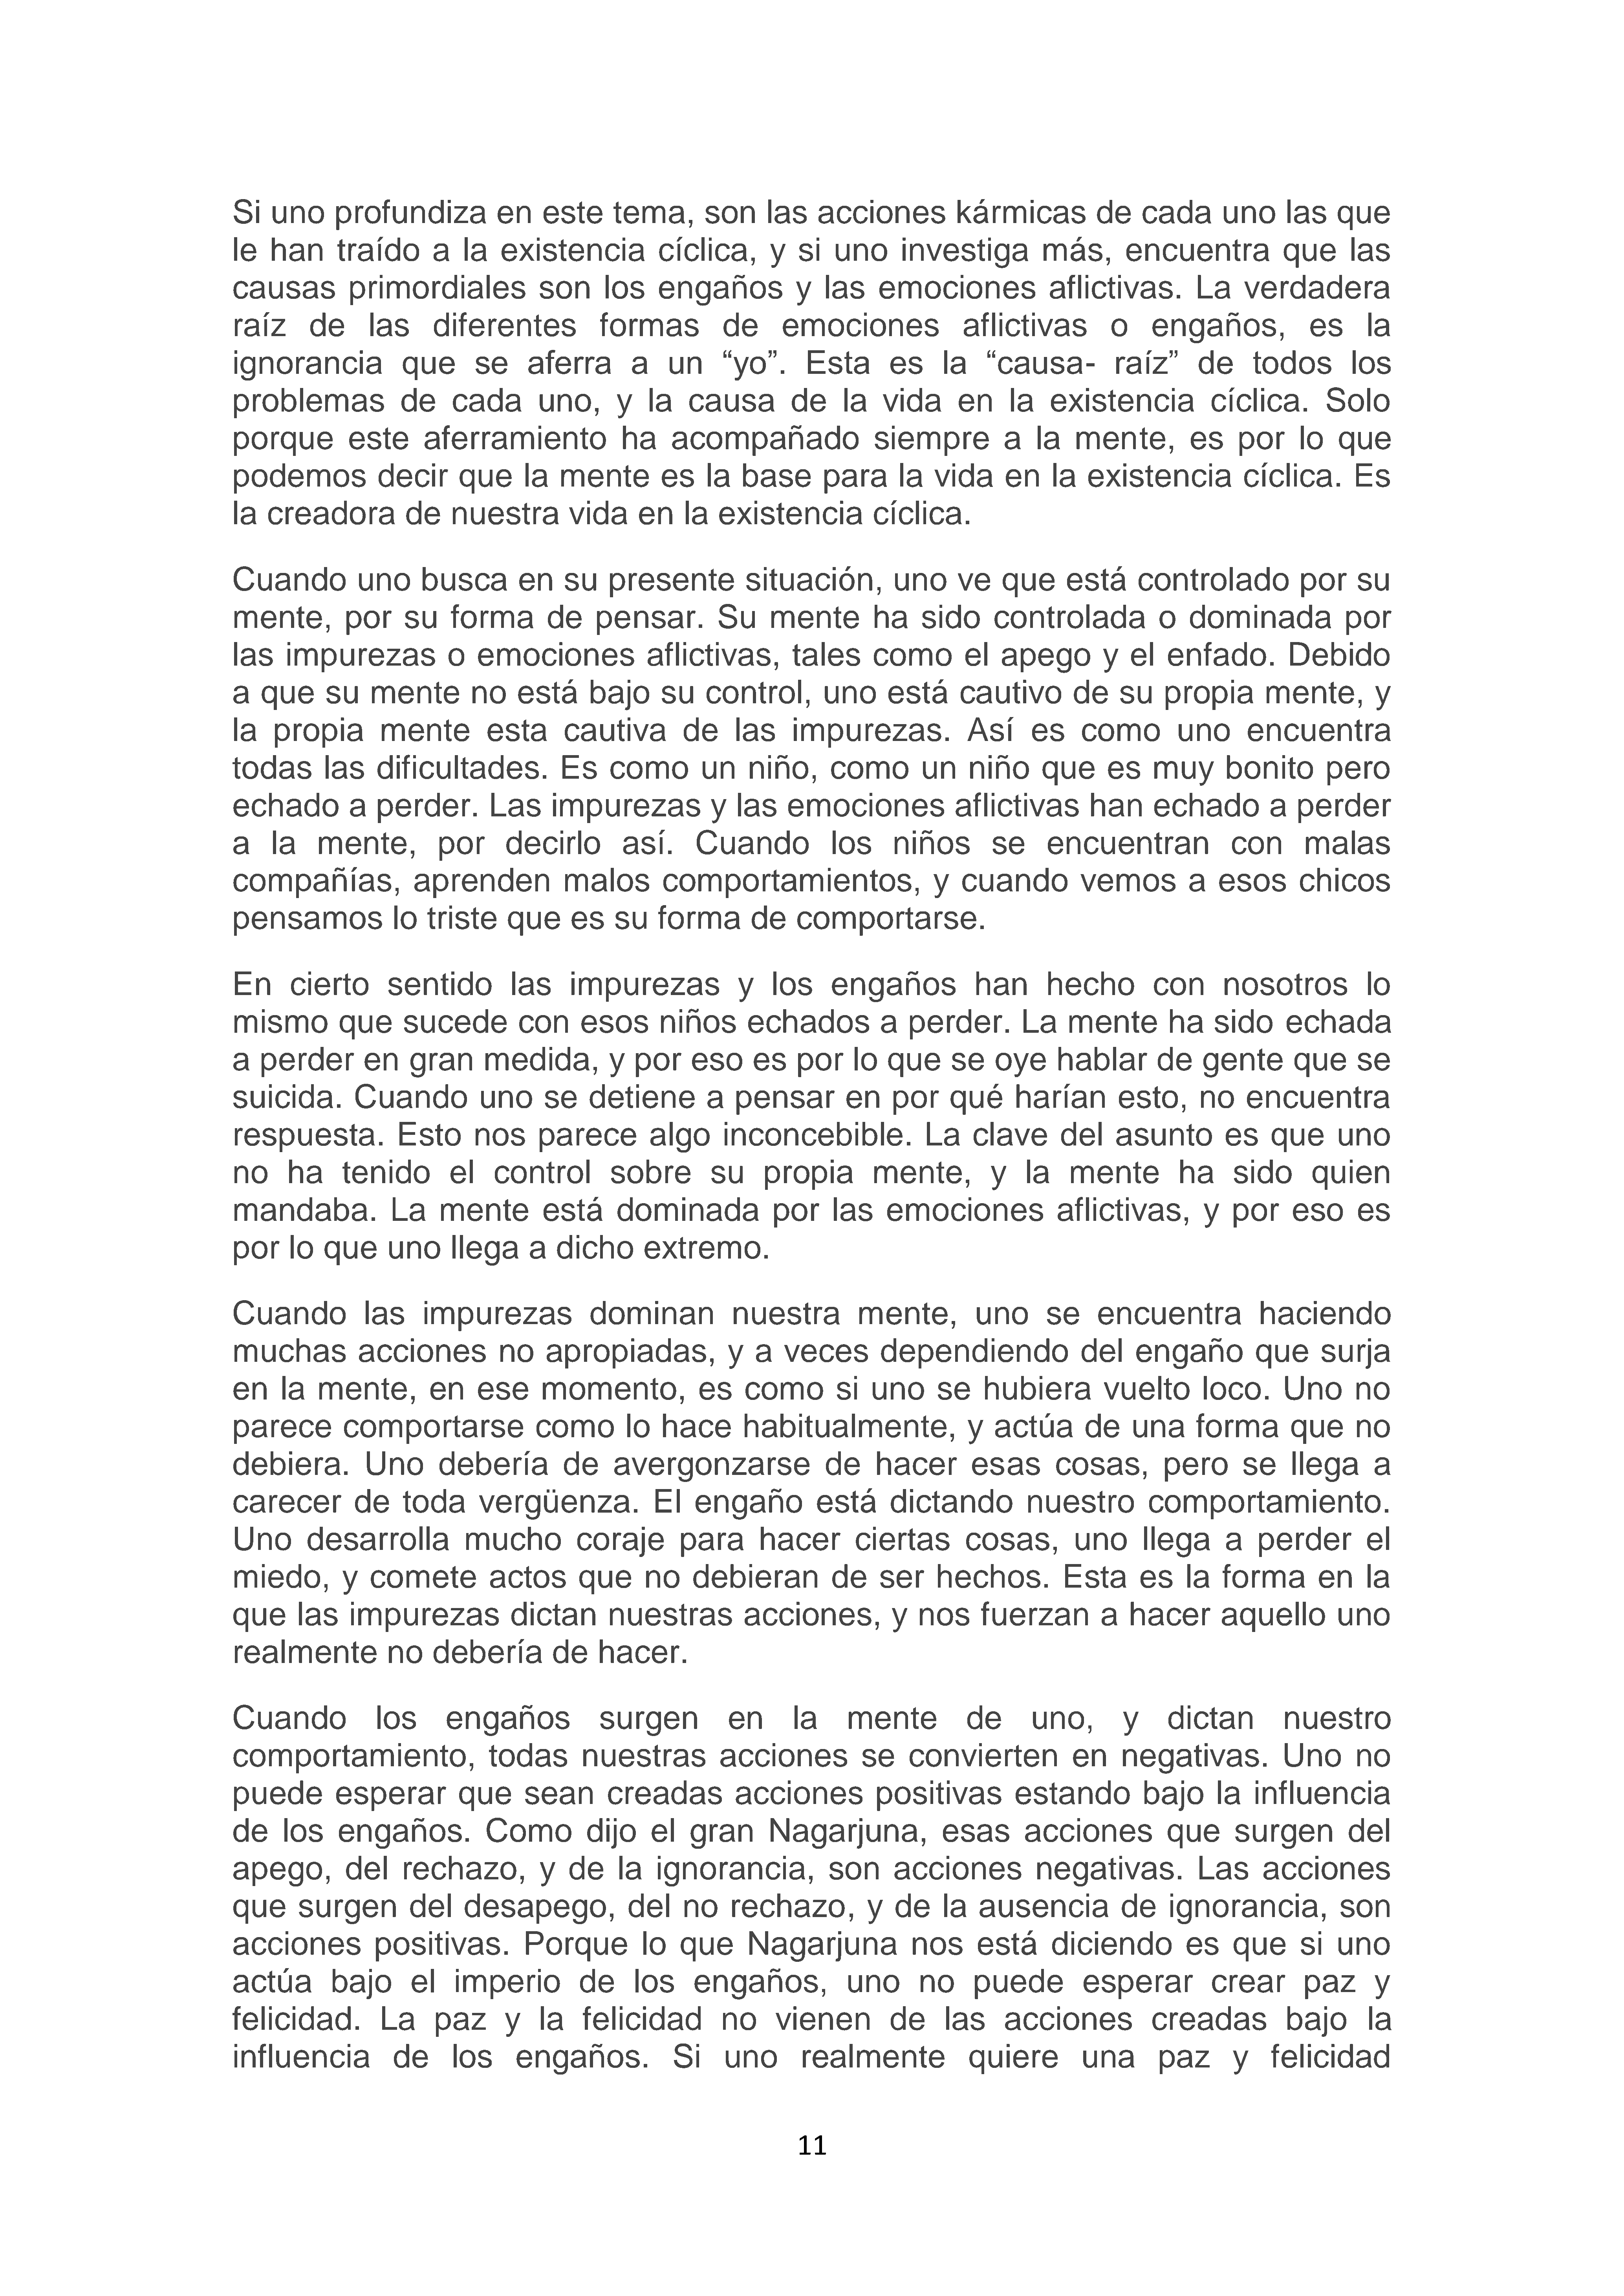 Si uno profundiza en este tema, son las acciones kármicas de cada uno las que
le han traído a la existencia cíclica, y si uno investiga más, encuentra que las
causas primordiales son los engaños y las emociones aflictivas. La verdadera
raíz de las diferentes formas de emociones aflictivas o engaños, es la
ignorancia que se aferra a un “yo”. Esta es la “causa- raíz” de todos los
problemas de cada uno, y la causa de la vida en la existencia cíclica. Solo
porque este aferramiento ha acompañado siempre a la mente, es por lo que
podemos decir que la mente es la base para la vida en la existencia cíclica. Es
la creadora de nuestra vida en la existencia cíclica.
Cuando uno busca en su presente situación, uno ve que está controlado por su
mente, por su forma de pensar. Su mente ha sido controlada o dominada por
las impurezas o emociones aflictivas, tales como el apego y el enfado. Debido
a que su mente no está bajo su control, uno está cautivo de su propia mente, y
la propia mente esta cautiva de las impurezas. Así es como uno encuentra
todas las dificultades. Es como un niño, como un niño que es muy bonito pero
echado a perder. Las impurezas y las emociones aflictivas han echado a perder
a la mente, por decirlo así. Cuando los niños se encuentran con malas
compañías, aprenden malos comportamientos, y cuando vemos a esos chicos
pensamos lo triste que es su forma de comportarse.
En cierto sentido las impurezas y los engaños han hecho con nosotros lo
mismo que sucede con esos niños echados a perder. La mente ha sido echada
a perder en gran medida, y por eso es por lo que se oye hablar de gente que se
suicida. Cuando uno se detiene a pensar en por qué harían esto, no encuentra
respuesta. Esto nos parece algo inconcebible. La clave del asunto es que uno
no ha tenido el control sobre su propia mente, y la mente ha sido quien
mandaba. La mente está dominada por las emociones aflictivas, y por eso es
por lo que uno llega a dicho extremo.
Cuando las impurezas dominan nuestra mente, uno se encuentra haciendo
muchas acciones no apropiadas, y a veces dependiendo del engaño que surja
en la mente, en ese momento, es como si uno se hubiera vuelto loco. Uno no
parece comportarse como lo hace habitualmente, y actúa de una forma que no
debiera. Uno debería de avergonzarse de hacer esas cosas, pero se llega a
carecer de toda vergüenza. El engaño está dictando nuestro comportamiento.
Uno desarrolla mucho coraje para hacer ciertas cosas, uno llega a perder el
miedo, y comete actos que no debieran de ser hechos. Esta es la forma en la
que las impurezas dictan nuestras acciones, y nos fuerzan a hacer aquello uno
realmente no debería de hacer.
Cuando los engaños surgen en la mente de uno, y dictan nuestro
comportamiento, todas nuestras acciones se convierten en negativas. Uno no
puede esperar que sean creadas acciones positivas estando bajo la influencia
de los engaños. Como dijo el gran Nagarjuna, esas acciones que surgen del
apego, del rechazo, y de la ignorancia, son acciones negativas. Las acciones
que surgen del desapego, del no rechazo, y de la ausencia de ignorancia, son
acciones positivas. Porque lo que Nagarjuna nos está diciendo es que si uno
actúa bajo el imperio de los engaños, uno no puede esperar crear paz y
felicidad. La paz y la felicidad no vienen de las acciones creadas bajo la
influencia de los engaños. Si uno realmente quiere una paz y felicidad
11